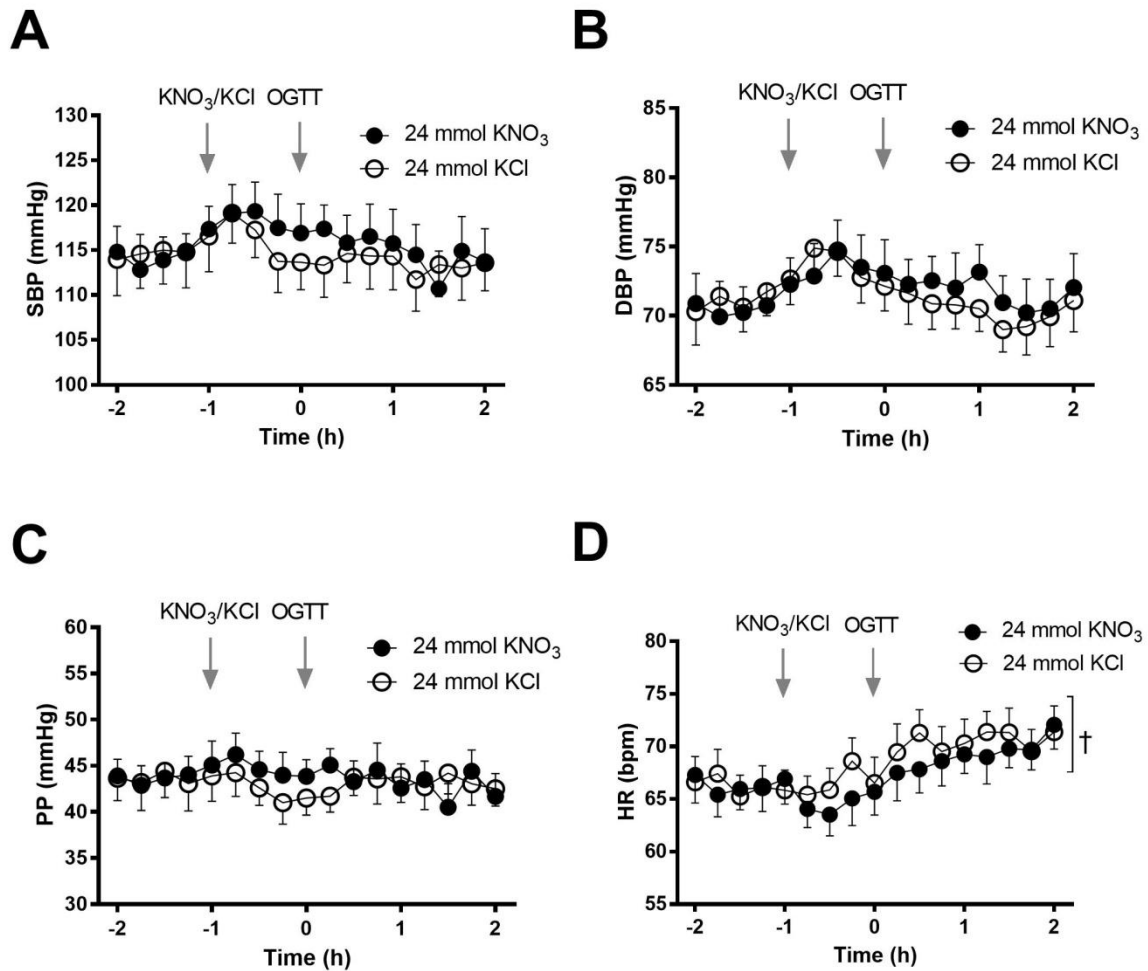 A
KNO₃/KCl OGTT
24 mmol KNO₃
24 mmol KCl
SBP (mmHg)
130
125
120
115
110
105
100
-2 -1 0 1 2
Time (h)
B
KNO₃/KCl OGTT
24 mmol KNO₃
24 mmol KCl
DBP (mmHg)
85
80
75
70
65
-2 -1 0 1 2
Time (h)
C
KNO₃/KCl OGTT
24 mmol KNO₃
24 mmol KCl
PP (mmHg)
60
55
50
45
43
42
30
-2 -1 0 1 2
Time (h)
D
KNO₃/KCl OGTT
24 mmol KNO₃
24 mmol KCl
HR (bpm)
80
75
70
65
60
55
†
-2 -1 0 1 2
Time (h)